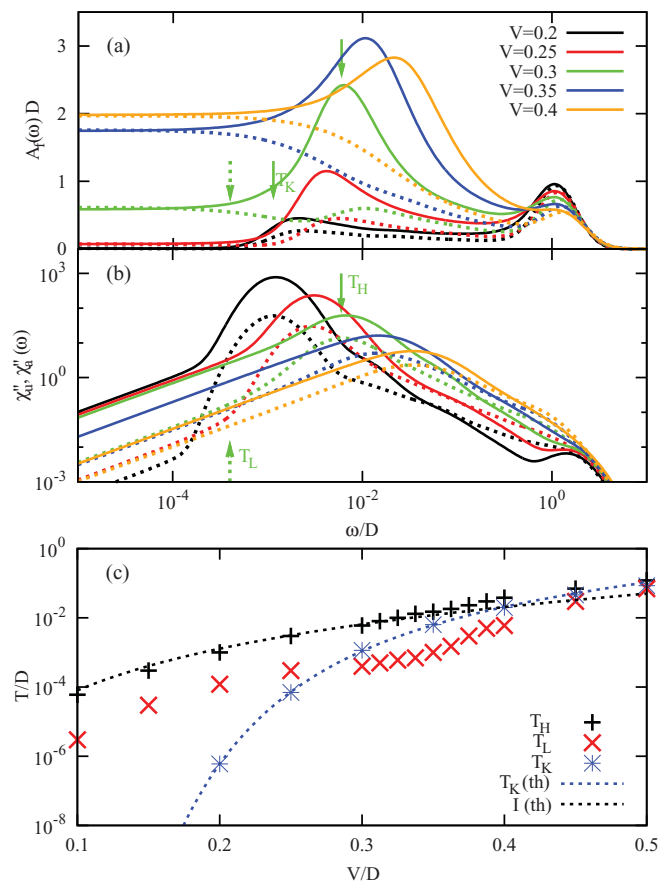 (a)
V=0.2
V=0.25
V=0.3
V=0.35
V=0.4
A_f(ω) D
3
2
1
0
T_K
(b)
χ''_u, χ''_a(ω)
10^3
10^0
10^-3
T_H
T_L
10^-4 10^-2 10^0
ω/D
(c)
T/D
10^0
10^-2
10^-4
10^-6
10^-8
T_H
T_L
T_K
T_K(th)
I (th)
0.1 0.2 0.3 0.4 0.5
V/D